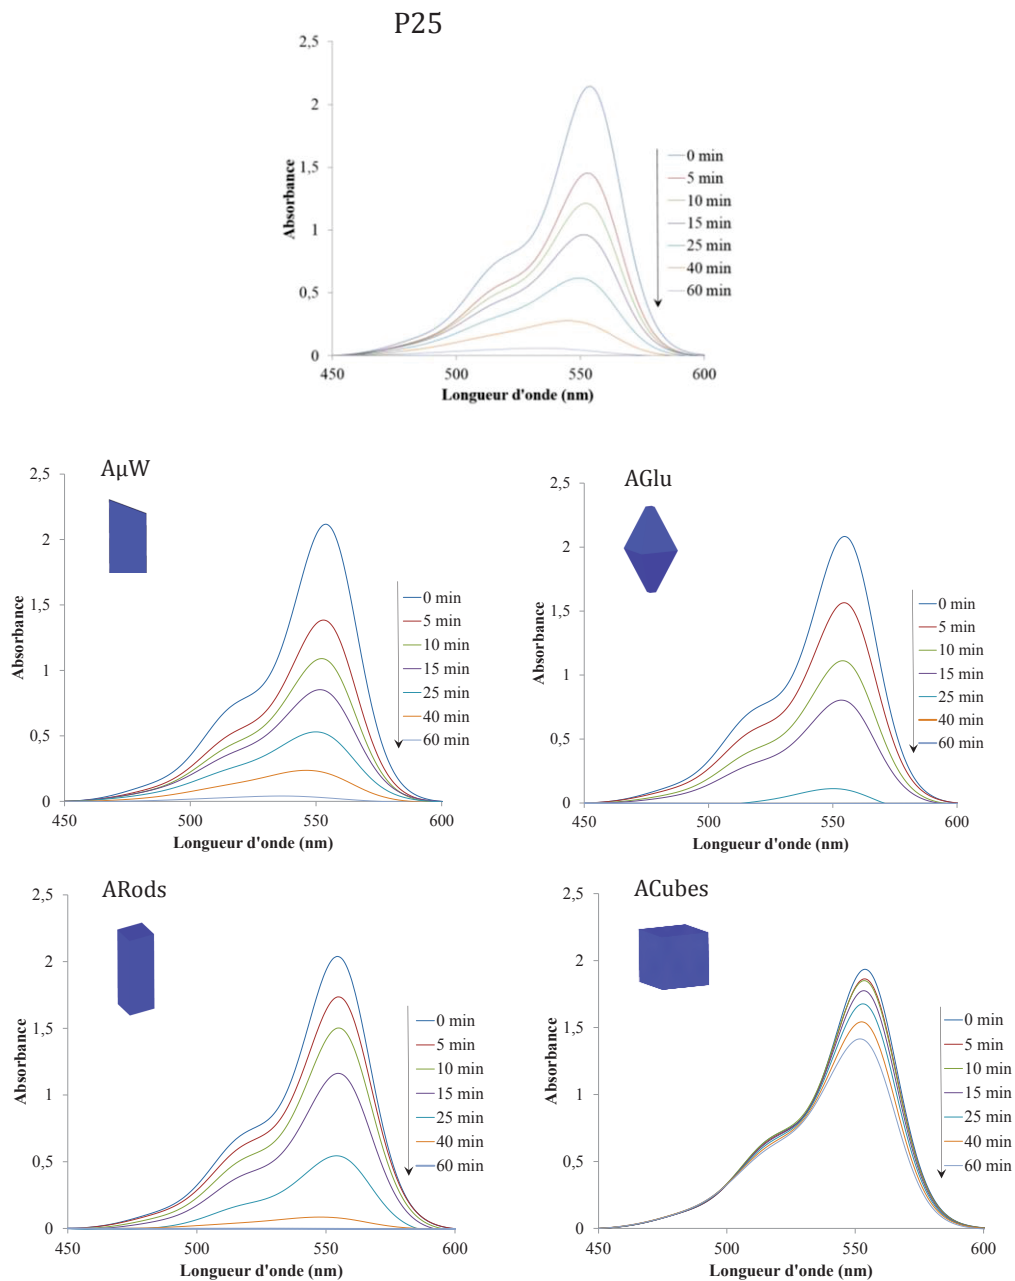 P25
2,5
2
1,5
1
0,5
0
Absorbance
450
500
550
600
Longueur d'onde (nm)
0 min
5 min
10 min
15 min
25 min
40 min
60 min
AµW
2,5
2
1,5
1
0,5
0
Absorbance
450
500
550
600
Longueur d'onde (nm)
0 min
5 min
10 min
15 min
25 min
40 min
60 min
AGlu
2,5
2
1,5
1
0,5
0
Absorbance
450
500
550
600
Longueur d'onde (nm)
0 min
5 min
10 min
15 min
25 min
40 min
60 min
ARods
2,5
2
1,5
1
0,5
0
Absorbance
450
500
550
600
Longueur d'onde (nm)
0 min
5 min
10 min
15 min
25 min
40 min
60 min
ACubes
2,5
2
1,5
1
0,5
0
Absorbance
450
500
550
600
Longueur d'onde (nm)
0 min
5 min
10 min
15 min
25 min
40 min
60 min